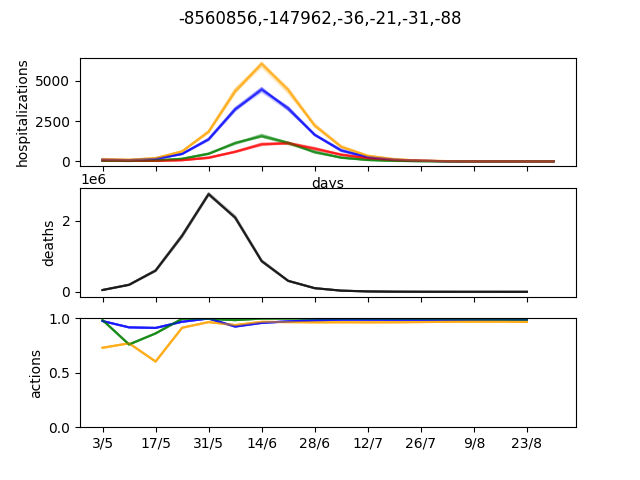 -8560856,-147962,-36,-21,-31,-88
hospitalizations
5000
2500
0
days
1e6
deaths
2
0
actions
1.0
0.5
0.0
3/5 17/5 31/5 14/6 28/6 12/7 26/7 9/8 23/8